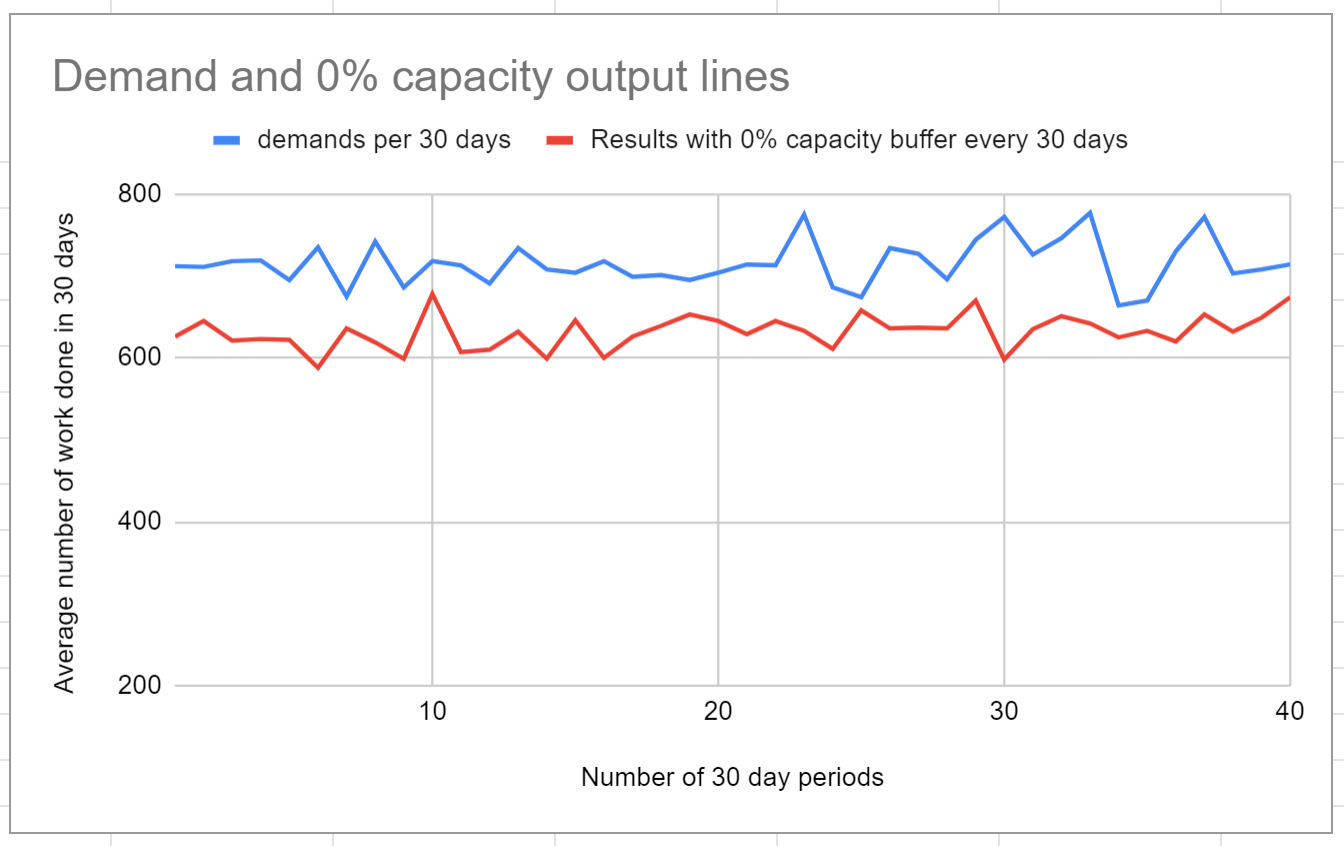 Demand and 0% capacity output lines
demands per 30 days
Results with 0% capacity buffer every 30 days
Average number of work done in 30 days
800
600
400
200
10
20
30
40
Number of 30 day periods